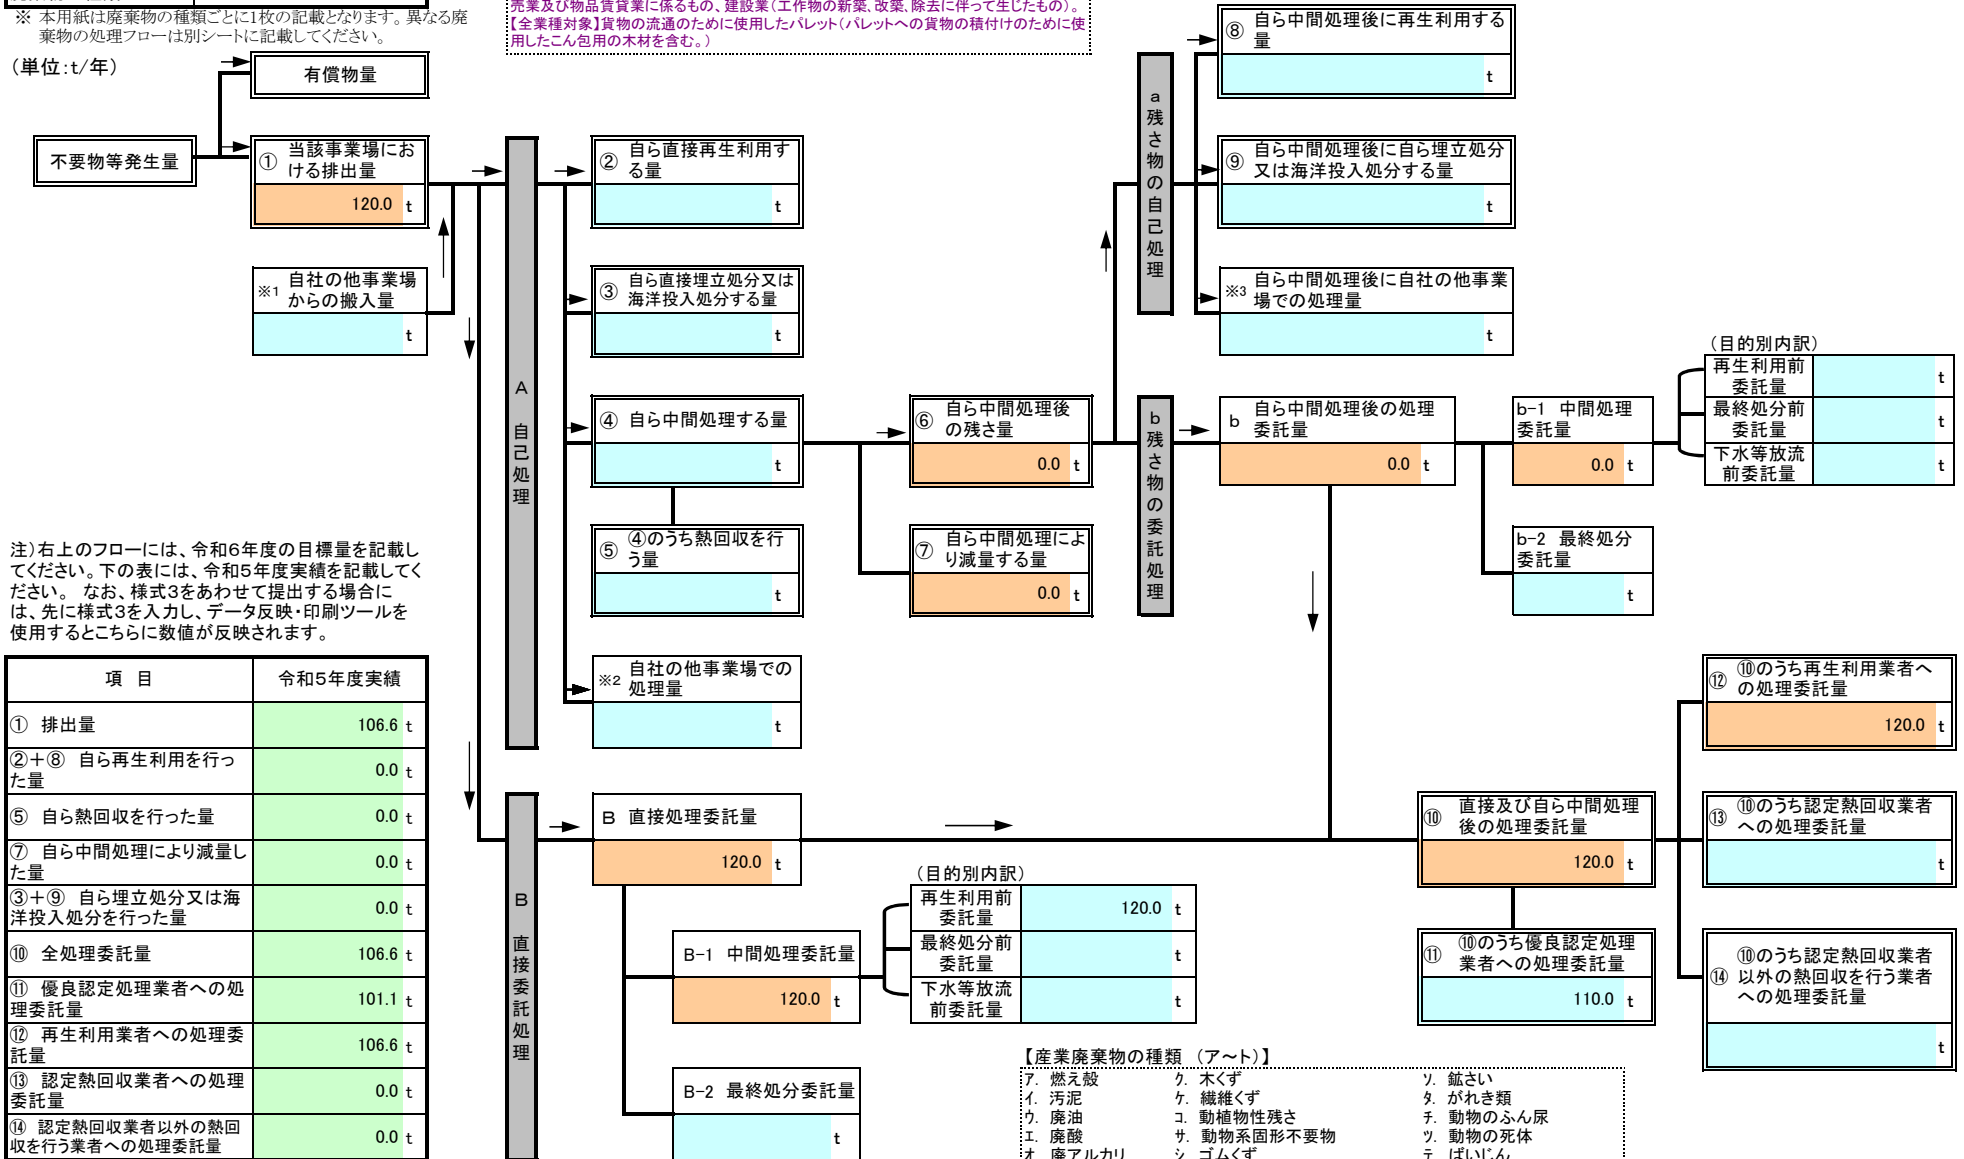 ※ 本用紙は廃棄物の種類ごとに1枚の記載となります。異なる廃
棄物の処理フローは別シートに記載してください。
売業及び物品賃貸業に係るもの、建設業(工作物の新築、改築、除去に伴って生じたもの)。
【全業種対象】貨物の流通のために使用したパレット(パレットへの貨物の積付けのために使
用したこん包用の木材を含む。)
(単位:t/年)
有償物量
不要物等発生量
① 当該事業場にお
ける排出量
120.0 t
※1 自社の他事業場
からの搬入量
t
A 自己処理
② 自ら直接再生利用す
る量
t
③ 自ら直接埋立処分又は
海洋投入処分する量
t
④ 自ら中間処理する量
t
⑤ ④のうち熱回収を行
う量
t
※2 自社の他事業場での
処理量
t
⑥ 自ら中間処理後
の残さ量
0.0 t
⑦ 自ら中間処理によ
り減量する量
0.0 t
a 残さ物の自己処理
⑧ 自ら中間処理後に再生利用する
量
t
⑨ 自ら中間処理後に自ら埋立処分
又は海洋投入処分する量
t
※3 自ら中間処理後に自社の他事業
場での処理量
t
b 残さ物の委託処理
b 自ら中間処理後の処理
委託量
0.0 t
b-1 中間処理
委託量
0.0 t
b-2 最終処分
委託量
t
(目的別内訳)
再生利用前
委託量
t
最終処分前
委託量
t
下水等放流
前委託量
t
注)右上のフローには、令和6年度の目標量を記載し
てください。下の表には、令和5年度実績を記載してく
ださい。 なお、様式3をあわせて提出する場合に
は、先に様式3を入力し、データ反映・印刷ツールを
使用するとこちらに数値が反映されます。
項 目 令和5年度実績
① 排出量 106.6 t
②+⑧ 自ら再生利用を行っ
た量 0.0 t
⑤ 自ら熱回収を行った量 0.0 t
⑦ 自ら中間処理により減量し
た量 0.0 t
③+⑨ 自ら埋立処分又は海
洋投入処分を行った量 0.0 t
⑩ 全処理委託量 106.6 t
⑪ 優良認定処理業者への処
理委託量 101.1 t
⑫ 再生利用業者への処理委
託量 106.6 t
⑬ 認定熱回収業者への処理
委託量 0.0 t
⑭ 認定熱回収業者以外の熱回
収を行う業者への処理委託量 0.0 t
B 直接委託処理
B 直接処理委託量
120.0 t
B-1 中間処理委託量
120.0 t
B-2 最終処分委託量
t
(目的別内訳)
再生利用前
委託量
120.0 t
最終処分前
委託量
t
下水等放流
前委託量
t
⑩ 直接及び自ら中間処理
後の処理委託量
120.0 t
⑪ ⑩のうち優良認定処理
業者への処理委託量
110.0 t
⑫ ⑩のうち再生利用業者へ
の処理委託量
120.0 t
⑬ ⑩のうち認定熱回収業者
への処理委託量
t
⑭ ⑩のうち認定熱回収業者
以外の熱回収を行う業者
への処理委託量
t
【産業廃棄物の種類 (ア~ト)】
ア. 燃え殻 ク. 木くず ソ. 鉱さい
イ. 汚泥 ケ. 繊維くず タ. がれき類
ウ. 廃油 コ. 動植物性残さ チ. 動物のふん尿
エ. 廃酸 サ. 動物系固形不要物 ツ. 動物の死体
オ. 廃アルカリ シ. ゴムくず テ. ばいじん